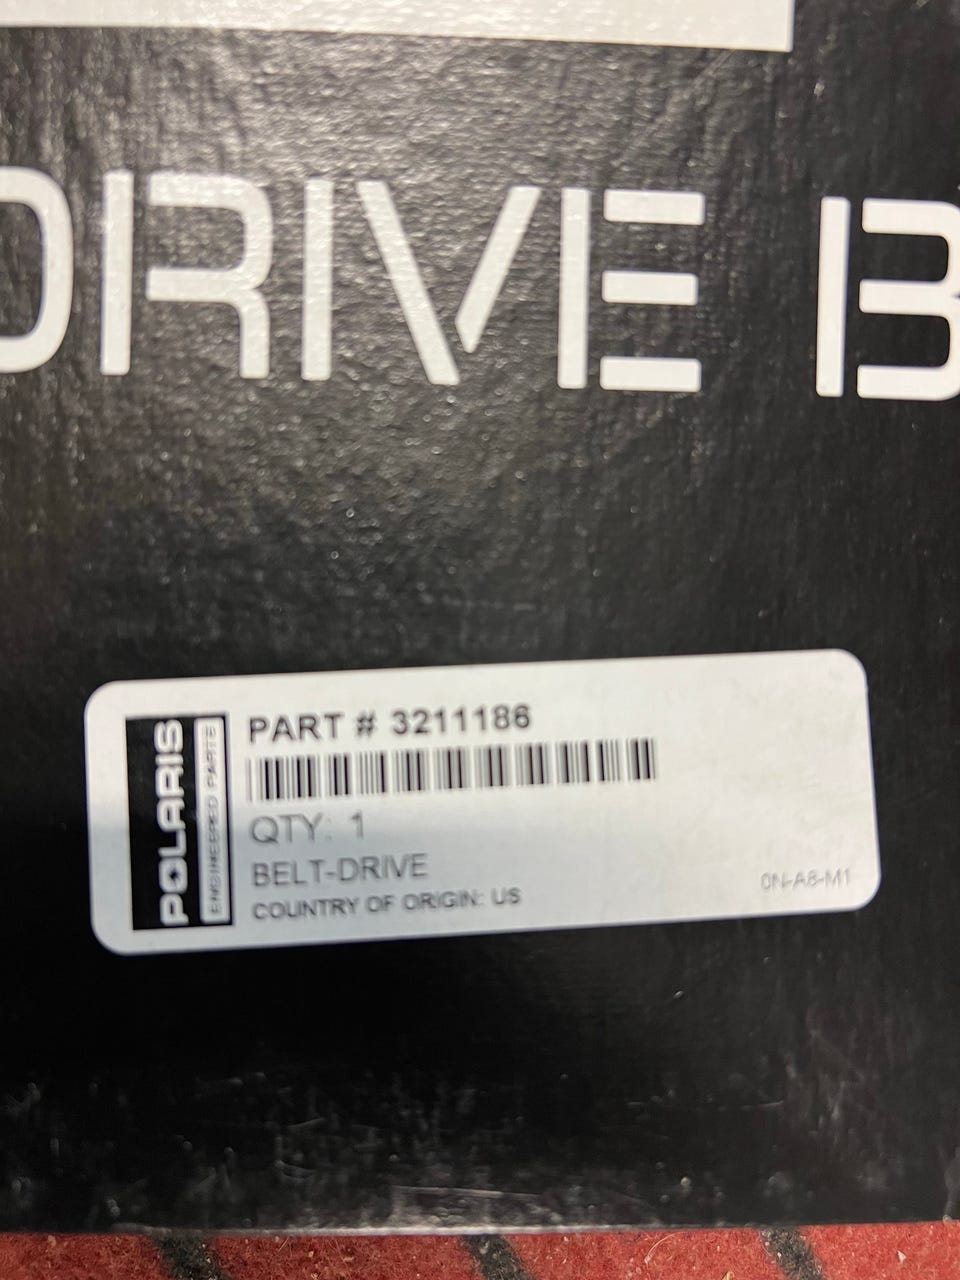 DRIVE B
POLARIS
ENGINEERED PARTS
PART # 3211186
QTY: 1
BELT-DRIVE
COUNTRY OF ORIGIN: US
0N-A8-M1